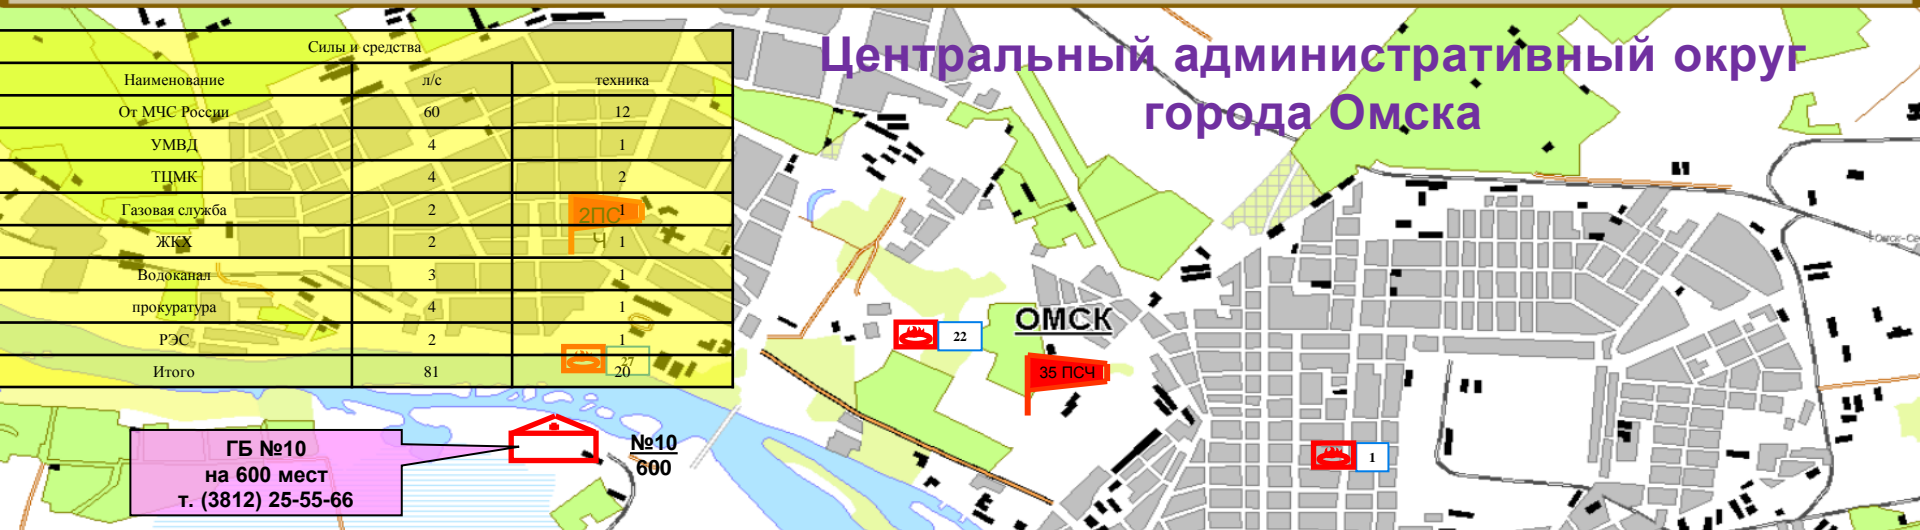 Центральный административный округ
города Омска
Силы и средства
Наименование л/с техника
От МЧС России 60 12
УМВД 4 1
ТЦМК 4 2
Газовая служба 2 1
ЖКХ 2 1
Водоканал 3 1
прокуратура 4 1
РЭС 2 1
Итого 81 20
2ПС
Ч
27
22
ОМСК
35 ПСЧ
1
ГБ №10
на 600 мест
т. (3812) 25-55-66
№10
600